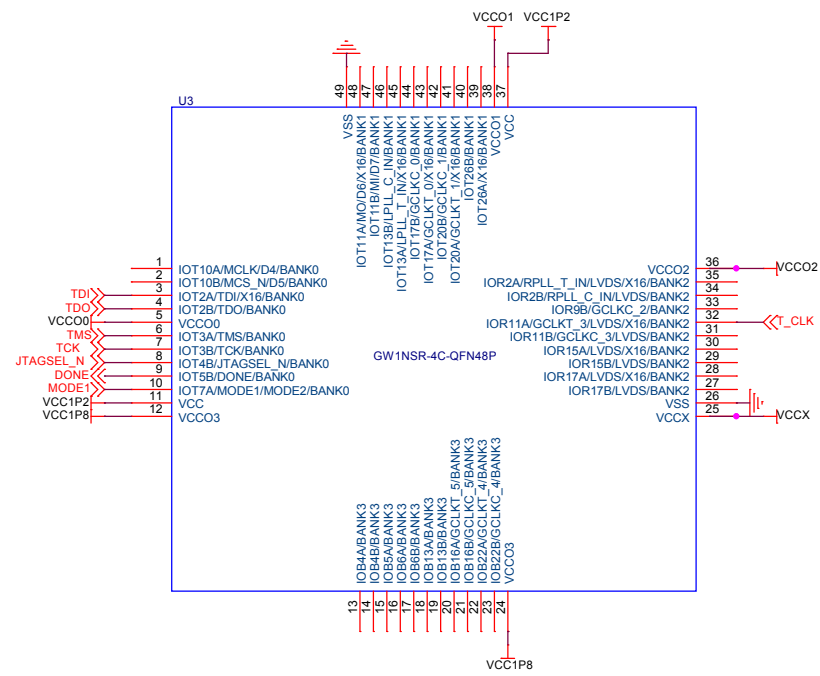 VCCO1
VCC1P2
U3
49
48
47
46
45
44
43
42
41
40
39
38
37
VSS
IOT11A/MO/D6/X16/BANK1
IOT11B/MI/D7/BANK1
IOT13B/LPLL_C_IN/BANK1
IOT13A/LPLL_T_IN/X16/BANK1
IOT17B/GCLKC_0/BANK1
IOT17A/GCLKT_0/X16/BANK1
IOT20B/GCLKC_1/BANK1
IOT20A/GCLKT_1/X16/BANK1
IOT26B/BANK1
IOT26A/X16/BANK1
VCCO1
VCC
1 IOT10A/MCLK/D4/BANK0
2 IOT10B/MCS_N/D5/BANK0
TDI 3 IOT2A/TDI/X16/BANK0
TDO 4 IOT2B/TDO/BANK0
VCCO0 5 VCCO0
TMS 6 IOT3A/TMS/BANK0
TCK 7 IOT3B/TCK/BANK0
JTAGSEL_N 8 IOT4B/JTAGSEL_N/BANK0
DONE 9 IOT5B/DONE/BANK0
MODE1 10 IOT7A/MODE1/MODE2/BANK0
VCC1P2 11 VCC
VCC1P8 12 VCCO3
GW1NSR-4C-QFN48P
VCCO2 36 VCCO2
IOR2A/RPLL_T_IN/LVDS/X16/BANK2 35
IOR2B/RPLL_C_IN/LVDS/BANK2 34
IOR9B/GCLKC_2/BANK2 33
IOR11A/GCLKT_3/LVDS/X16/BANK2 32 T_CLK
IOR11B/GCLKC_3/LVDS/BANK2 31
IOR15A/LVDS/X16/BANK2 30
IOR15B/LVDS/BANK2 29
IOR17A/LVDS/X16/BANK2 28
IOR17B/LVDS/BANK2 27
VSS 26
VCCX 25 VCCX
IOB4A/BANK3
IOB4B/BANK3
IOB5A/BANK3
IOB6A/BANK3
IOB6B/BANK3
IOB13A/BANK3
IOB13B/BANK3
IOB16A/GCLKT_5/BANK3
IOB16B/GCLKC_5/BANK3
IOB22A/GCLKT_4/BANK3
IOB22B/GCLKC_4/BANK3
VCCO3
13
14
15
16
17
18
19
20
21
22
23
24
VCC1P8